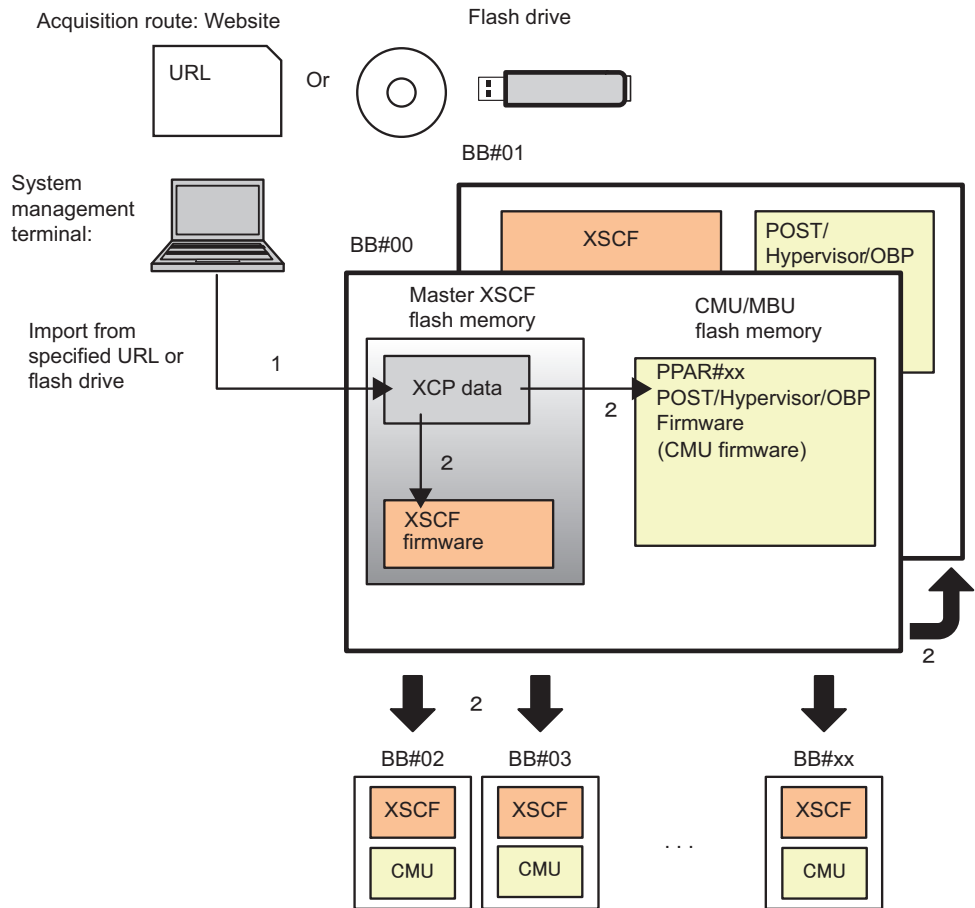 Acquisition route: Website
Flash drive
URL
Or
BB#01
System
management
terminal:
XSCF
POST/
Hypervisor/OBP
BB#00
Master XSCF
flash memory
CMU/MBU
flash memory
Import from
specified URL or
flash drive
1
XCP data
2
PPAR#xx
POST/Hypervisor/OBP
Firmware
(CMU firmware)
2
XSCF
firmware
2
2
BB#02
BB#03
BB#xx
XSCF
XSCF
XSCF
. . .
CMU
CMU
CMU